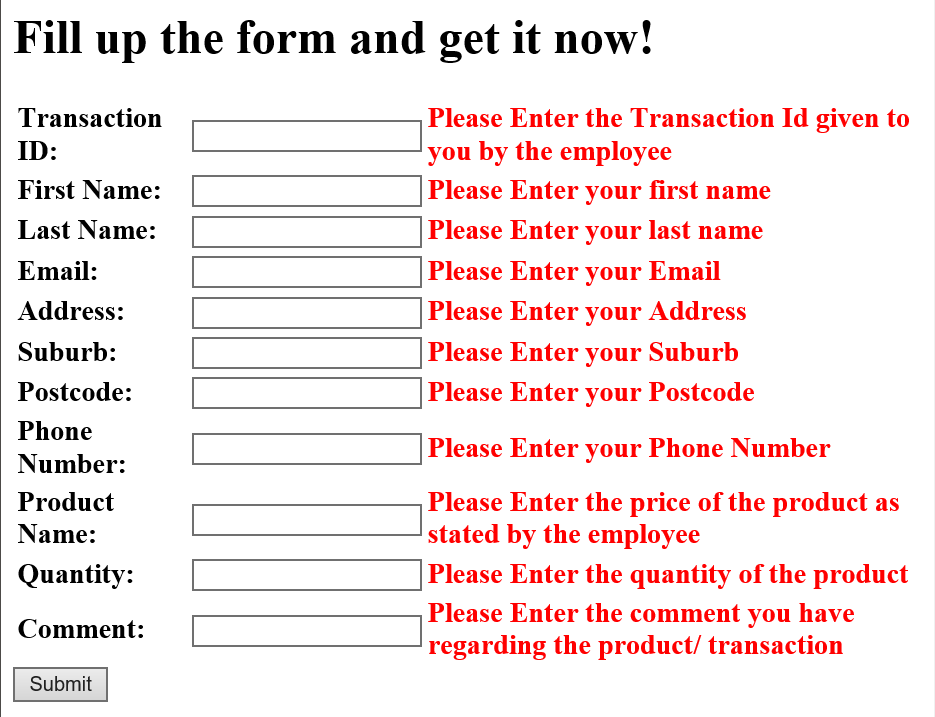 Fill up the form and get it now!
Transaction Please Enter the Transaction Id given to
ID: you by the employee
First Name: Please Enter your first name
Last Name: Please Enter your last name
Email: Please Enter your Email
Address: Please Enter your Address
Suburb: Please Enter your Suburb
Postcode: Please Enter your Postcode
Phone
Number: Please Enter your Phone Number
Product Please Enter the price of the product as
Name: stated by the employee
Quantity: Please Enter the quantity of the product
Comment: Please Enter the comment you have
regarding the product/ transaction
Submit